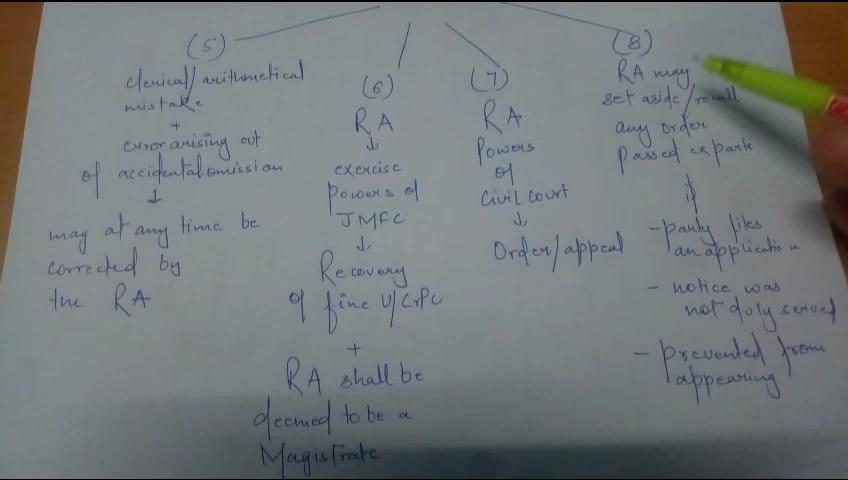 (5)
clerical/arithmetical
mistake
+
error arising out
of accidental omission
↓
may at any time be
corrected by
the RA
(6)
RA
↓
exercise
powers of
JMFC
↓
Recovery
of fine U/CrPC
+
RA shall be
deemed to be a
Magistrate
(7)
RA
Powers
of
Civil Court
↓
Order/appeal
(8)
RA may
set aside/recall
any order
passed ex parte
if
- party files
an application
- notice was
not duly served
- prevented from
appearing